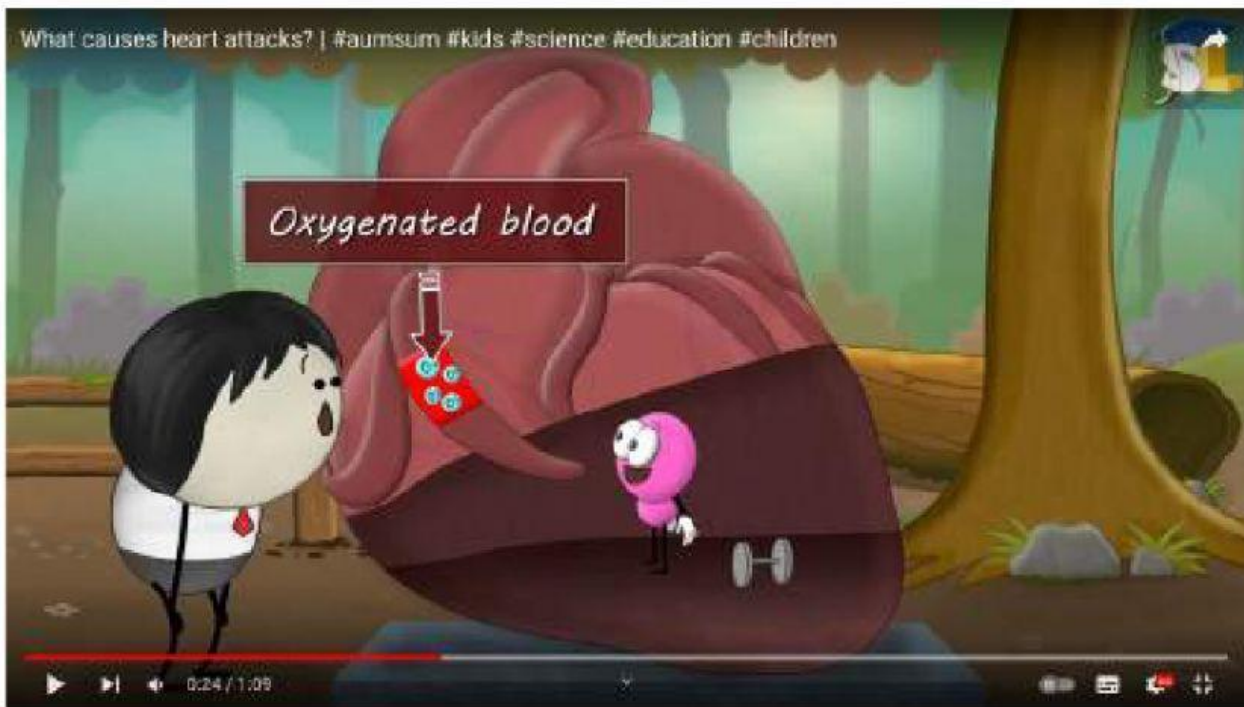 What causes heart attacks? | #aumsum #kids #science #education #children
Oxygenated blood
0:24 / 1:09